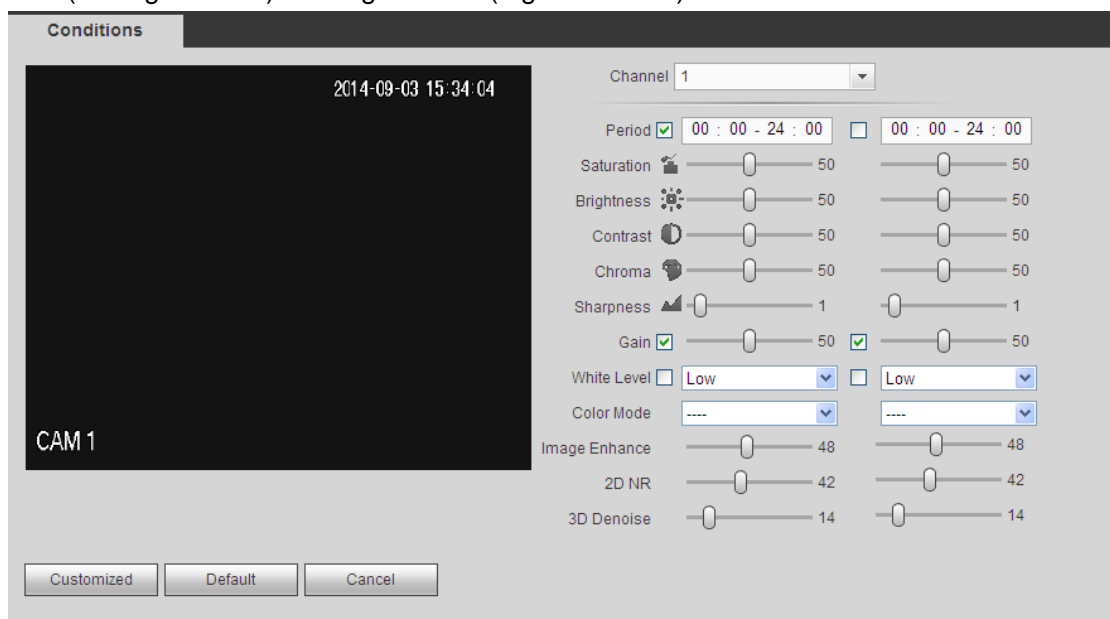 Conditions
2014-09-03 15:34:04
CAM 1
Channel 1
Period 00 : 00 - 24 : 00 00 : 00 - 24 : 00
Saturation 50 50
Brightness 50 50
Contrast 50 50
Chroma 50 50
Sharpness 1 1
Gain 50 50
White Level Low Low
Color Mode ---- ----
Image Enhance 48 48
2D NR 42 42
3D Denoise 14 14
Customized Default Cancel